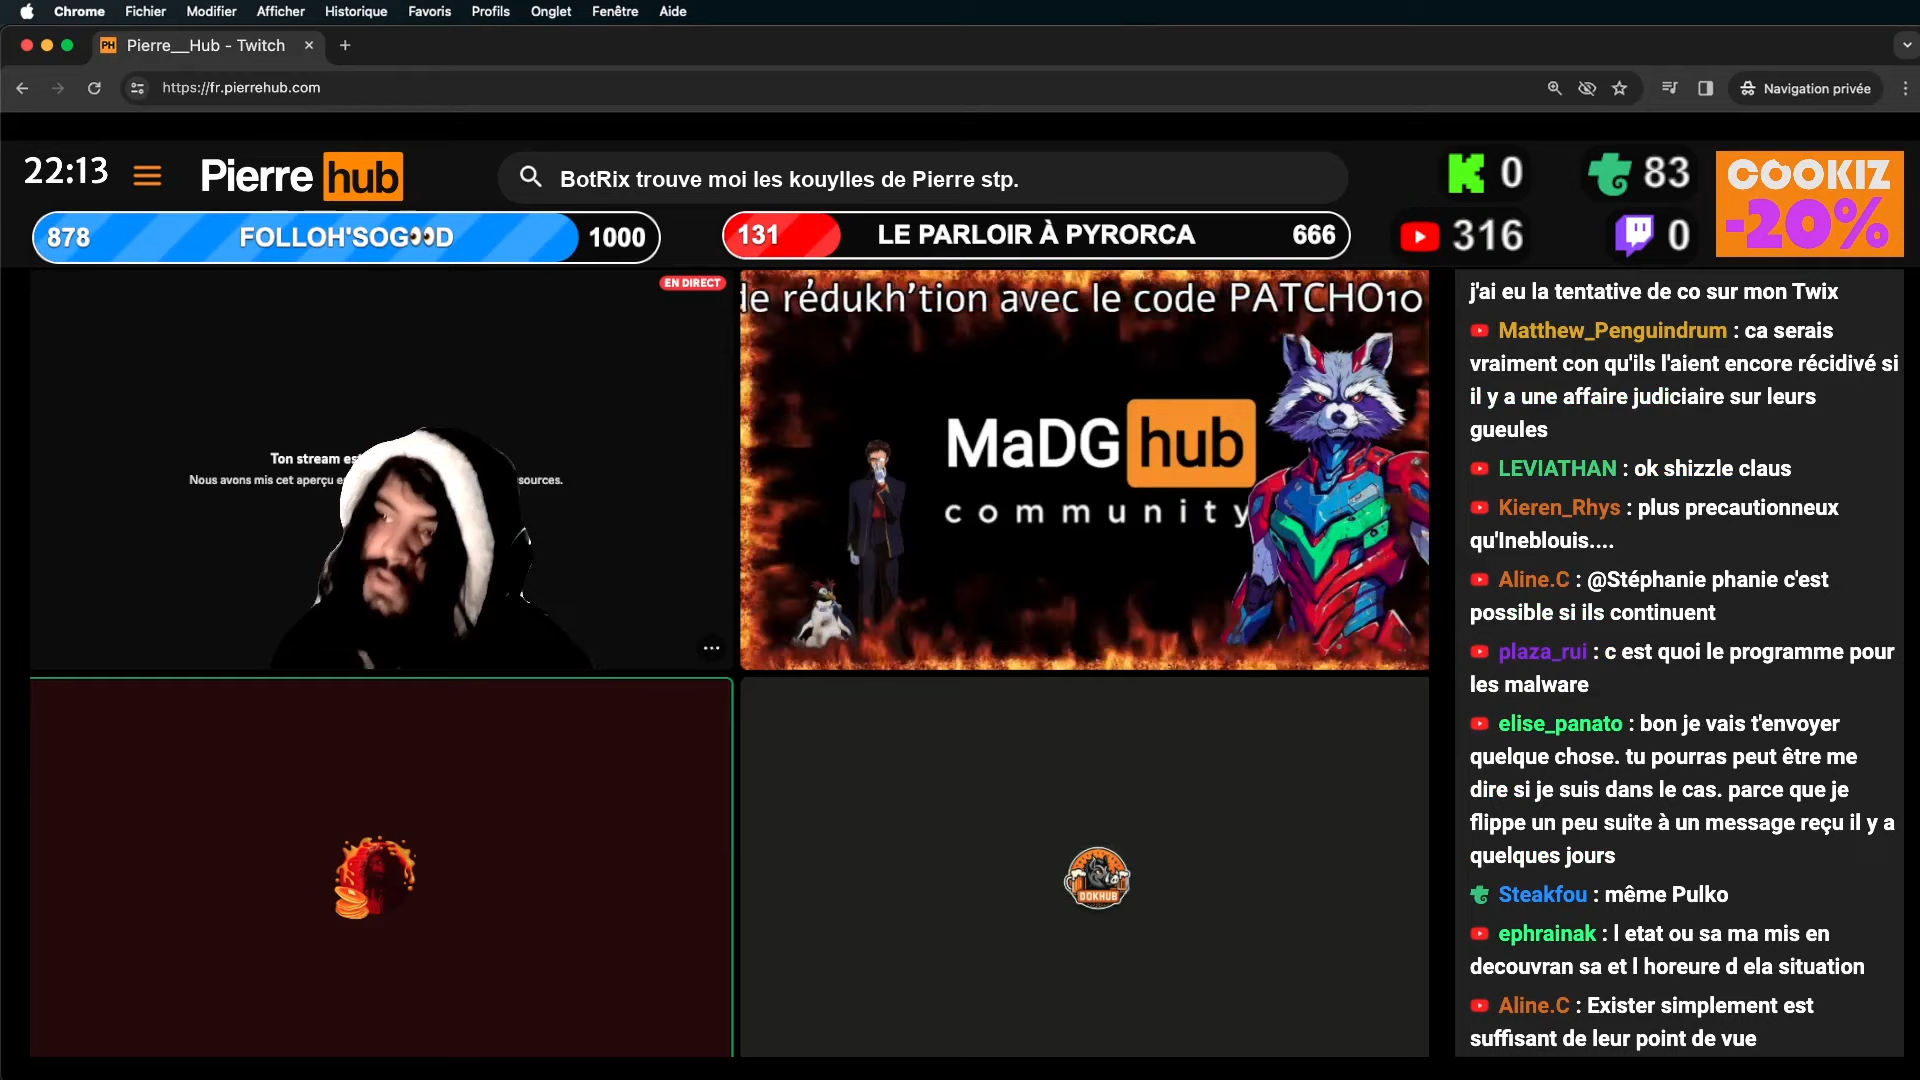 Chrome Fichier Modifier Afficher Historique Favoris Profils Onglet Fenêtre Aide
PH Pierre__Hub - Twitch
https://fr.pierrehub.com
Navigation privée
22:13
Pierre hub
BotRix trouve moi les kouylles de Pierre stp.
0
83
COOKIZ
-20%
878 FOLLOH'SOG👀D 1000
131 LE PARLOIR À PYRORCA 666
316
0
EN DIRECT
Ton stream es
Nous avons mis cet aperçu e
sources.
de rédukh'tion avec le code PATCHO10
MaDG hub
community
OOKHUB
j'ai eu la tentative de co sur mon Twix
Matthew_Penguindrum : ca serais
vraiment con qu'ils l'aient encore récidivé si
il y a une affaire judiciaire sur leurs
gueules
LEVIATHAN : ok shizzle claus
Kieren_Rhys : plus precautionneux
qu'Ineblouis....
Aline.C : @Stéphanie phanie c'est
possible si ils continuent
plaza_rui : c est quoi le programme pour
les malware
elise_panato : bon je vais t'envoyer
quelque chose. tu pourras peut être me
dire si je suis dans le cas. parce que je
flippe un peu suite à un message reçu il y a
quelques jours
Steakfou : même Pulko
ephrainak : l etat ou sa ma mis en
decouvran sa et l horeure d ela situation
Aline.C : Exister simplement est
suffisant de leur point de vue